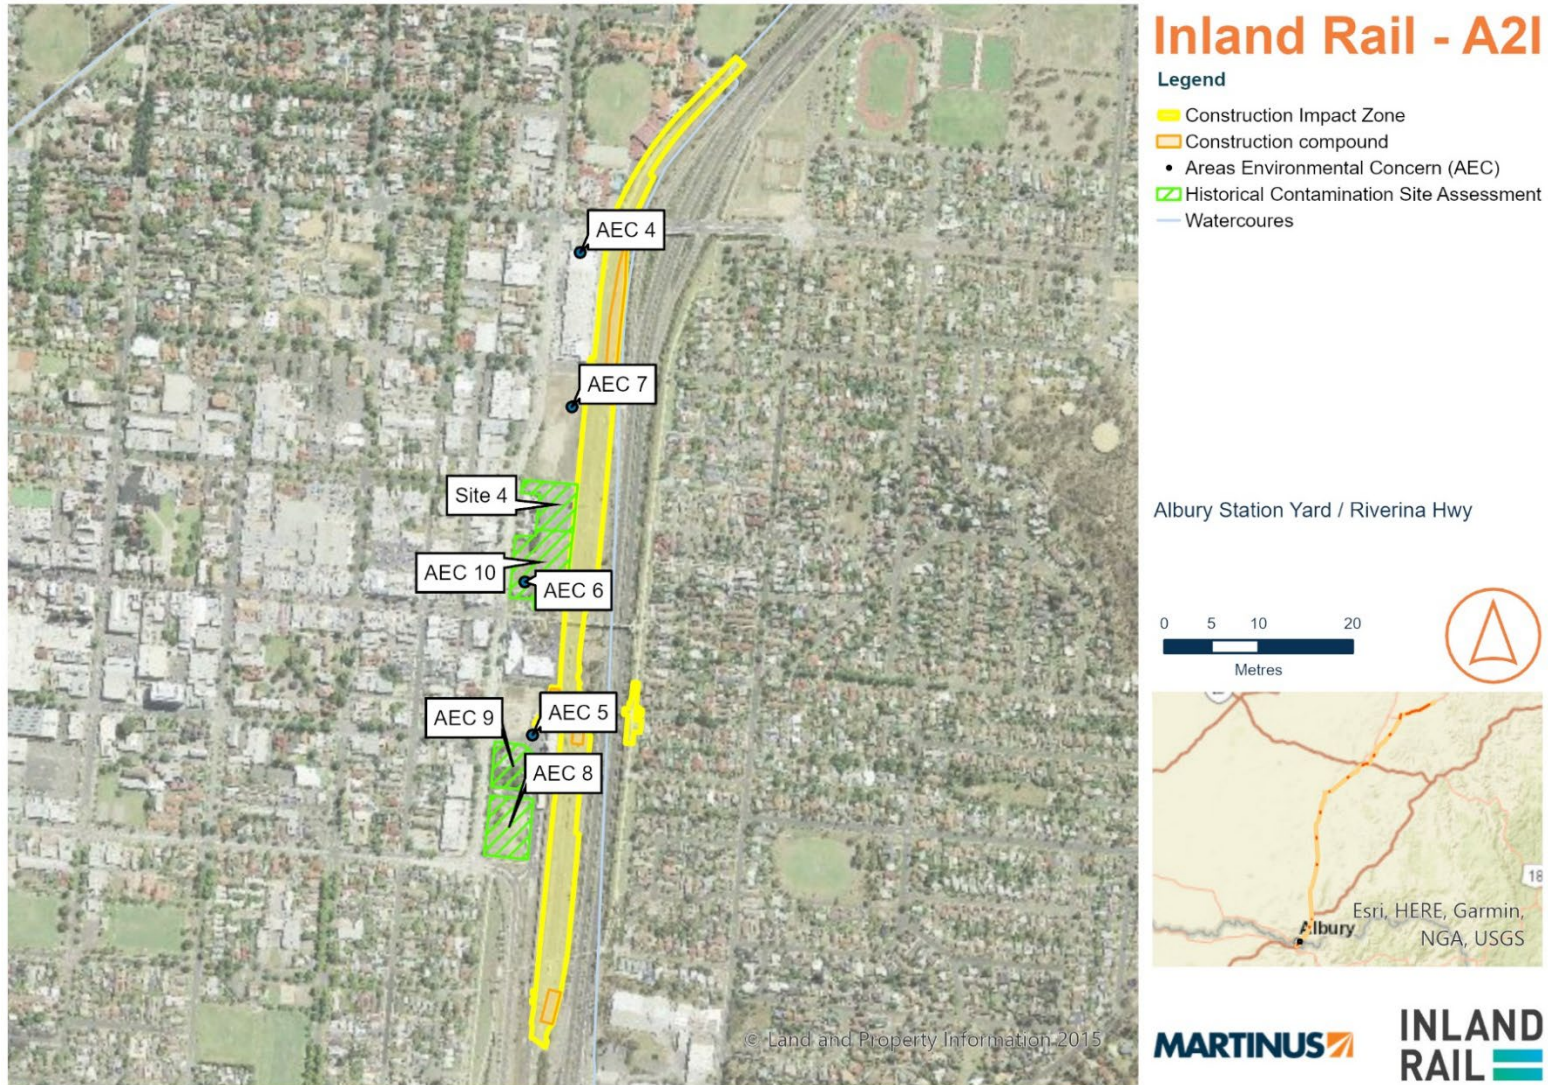 Inland Rail - A2I
Legend
Construction Impact Zone
Construction compound
Areas Environmental Concern (AEC)
Historical Contamination Site Assessment
Watercoures
AEC 4
AEC 7
Site 4
AEC 10
AEC 6
AEC 9
AEC 5
AEC 8
© Land and Property Information 2015
Albury Station Yard / Riverina Hwy
0 5 10 20
Metres
18
Albury
Esri, HERE, Garmin,
NGA, USGS
MARTINUS
INLAND
RAIL